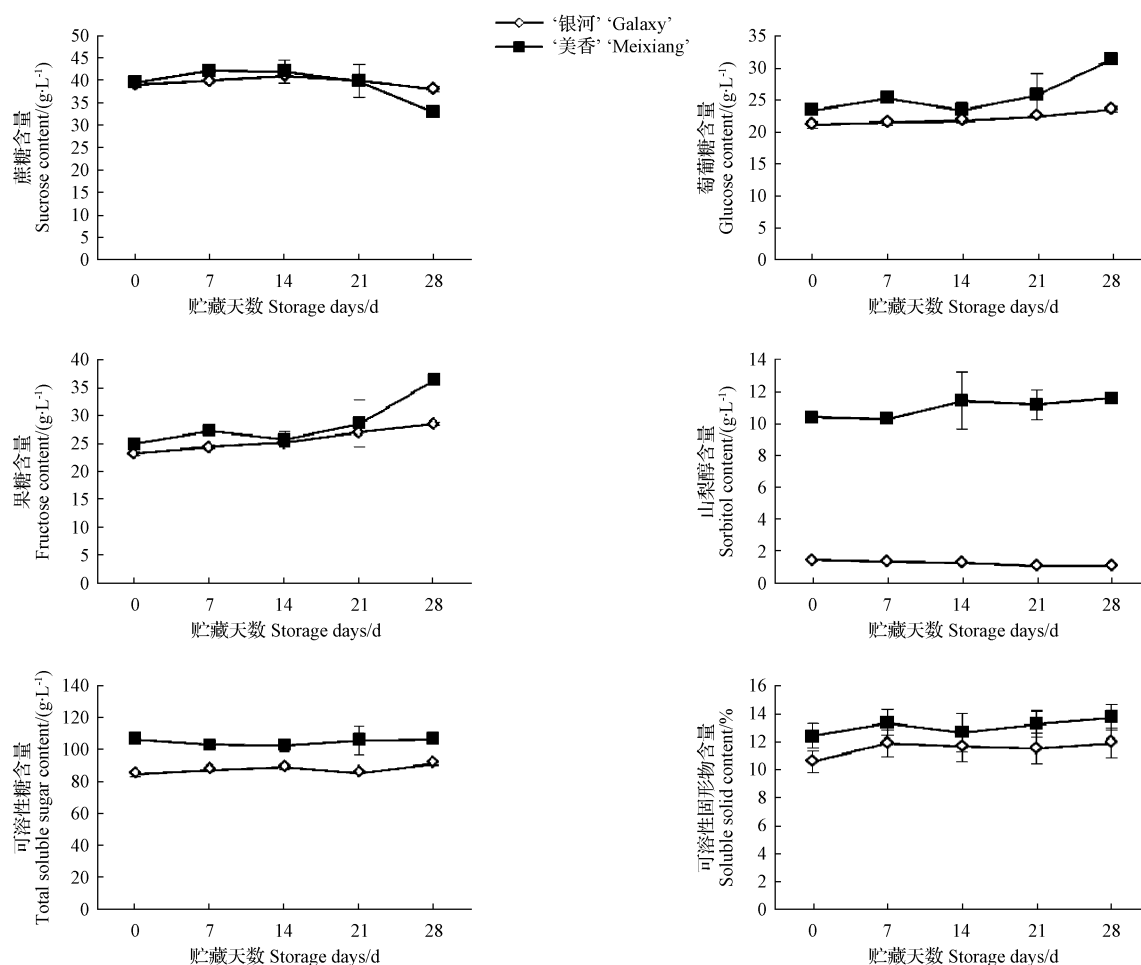 ‘银河’ ‘Galaxy’
‘美香’ ‘Meixiang’
蔗糖含量
Sucrose content/(g·L⁻¹)
50
45
40
35
30
25
20
15
10
5
0
0 7 14 21 28
贮藏天数 Storage days/d
萄葡糖含量
Glucose content/(g·L⁻¹)
35
30
25
20
15
10
5
0
0 7 14 21 28
贮藏天数 Storage days/d
果糖含量
Fructose content/(g·L⁻¹)
40
35
30
25
20
15
10
5
0
0 7 14 21 28
贮藏天数 Storage days/d
山梨醇含量
Sorbitol content/(g·L⁻¹)
14
12
10
8
6
4
2
0
0 7 14 21 28
贮藏天数 Storage days/d
可溶性糖含量
Total soluble sugar content/(g·L⁻¹)
140
120
100
80
60
40
20
0
0 7 14 21 28
贮藏天数 Storage days/d
可溶性固形物含量
Soluble solid content/%
16
14
12
10
8
6
4
2
0
0 7 14 21 28
贮藏天数 Storage days/d